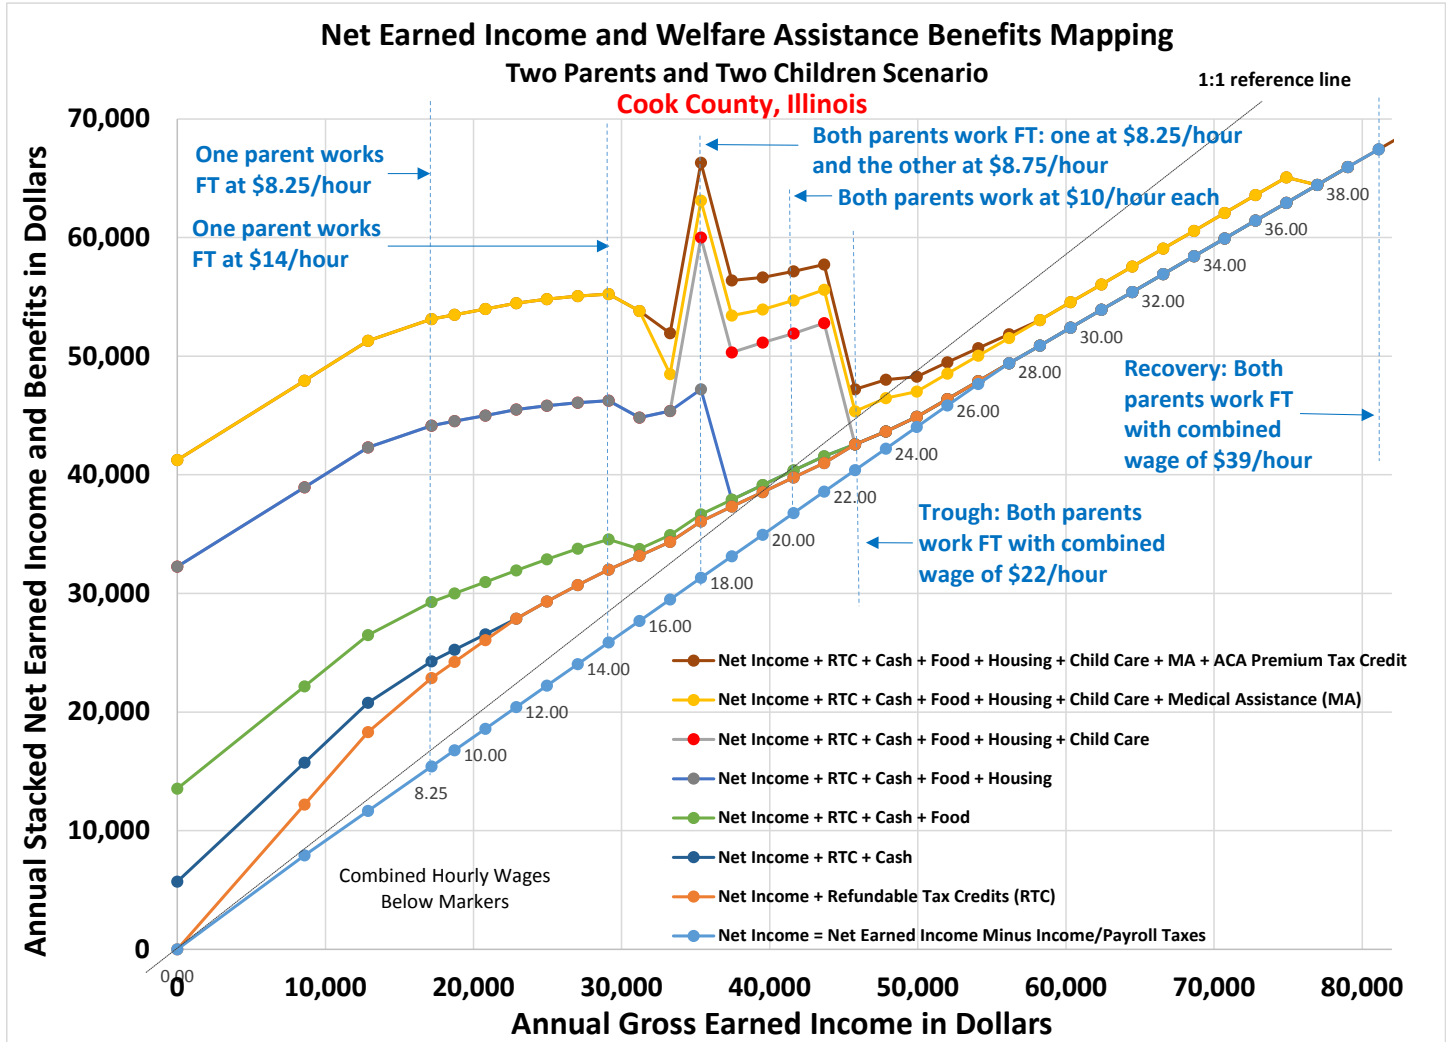 Net Earned Income and Welfare Assistance Benefits Mapping
Two Parents and Two Children Scenario
Cook County, Illinois
1:1 reference line
Annual Stacked Net Earned Income and Benefits in Dollars
70,000
60,000
50,000
40,000
30,000
20,000
10,000
0
One parent works
FT at $8.25/hour
One parent works
FT at $14/hour
Both parents work FT: one at $8.25/hour
and the other at $8.75/hour
Both parents work at $10/hour each
Recovery: Both
parents work FT
with combined
wage of $39/hour
Trough: Both parents
work FT with combined
wage of $22/hour
38.00
36.00
34.00
32.00
30.00
28.00
26.00
24.00
22.00
20.00
18.00
16.00
14.00
12.00
10.00
8.25
0.00
Combined Hourly Wages
Below Markers
Net Income + RTC + Cash + Food + Housing + Child Care + MA + ACA Premium Tax Credit
Net Income + RTC + Cash + Food + Housing + Child Care + Medical Assistance (MA)
Net Income + RTC + Cash + Food + Housing + Child Care
Net Income + RTC + Cash + Food + Housing
Net Income + RTC + Cash + Food
Net Income + RTC + Cash
Net Income + Refundable Tax Credits (RTC)
Net Income = Net Earned Income Minus Income/Payroll Taxes
0
10,000
20,000
30,000
40,000
50,000
60,000
70,000
80,000
Annual Gross Earned Income in Dollars